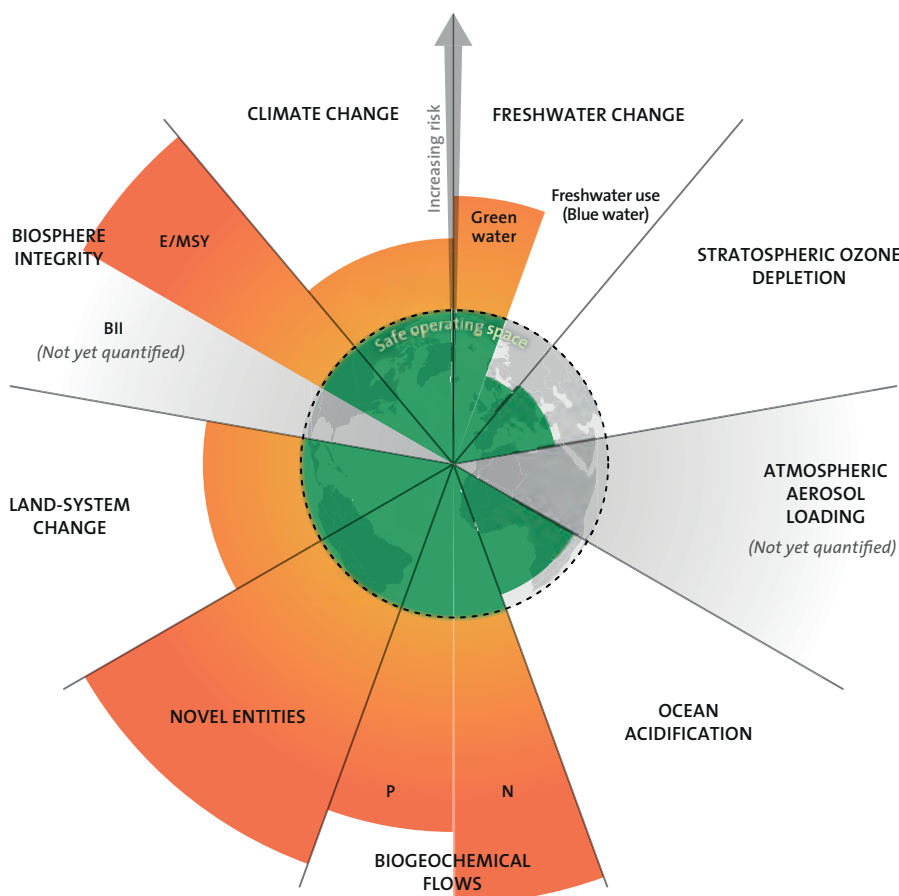 CLIMATE CHANGE
FRESHWATER CHANGE
Increasing risk
Freshwater use
(Blue water)
Green
water
BIOSPHERE
INTEGRITY
E/MSY
STRATOSPHERIC OZONE
DEPLETION
BII
(Not yet quantified)
Safe operating space
LAND-SYSTEM
CHANGE
ATMOSPHERIC
AEROSOL
LOADING
(Not yet quantified)
NOVEL ENTITIES
OCEAN
ACIDIFICATION
P
N
BIOGEOCHEMICAL
FLOWS